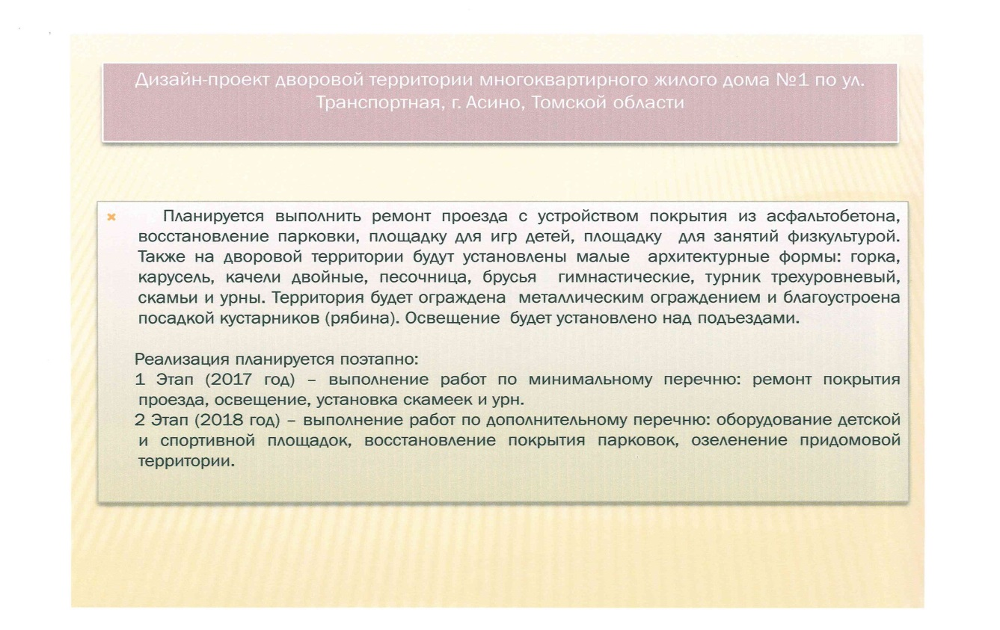 Дизайн-проект дворовой территории многоквартирного жилого дома №1 по ул.
Транспортная, г. Асино, Томской области
Планируется выполнить ремонт проезда с устройством покрытия из асфальтобетона,
восстановление парковки, площадку для игр детей, площадку для занятий физкультурой.
Также на дворовой территории будут установлены малые архитектурные формы: горка,
карусель, качели двойные, песочница, брусья гимнастические, турник трехуровневый,
скамьи и урны. Территория будет ограждена металлическим ограждением и благоустроена
посадкой кустарников (рябина). Освещение будет установлено над подъездами.
Реализация планируется поэтапно:
1 Этап (2017 год) – выполнение работ по минимальному перечню: ремонт покрытия
проезда, освещение, установка скамеек и урн.
2 Этап (2018 год) – выполнение работ по дополнительному перечню: оборудование детской
и спортивной площадок, восстановление покрытия парковок, озеленение придомовой
территории.